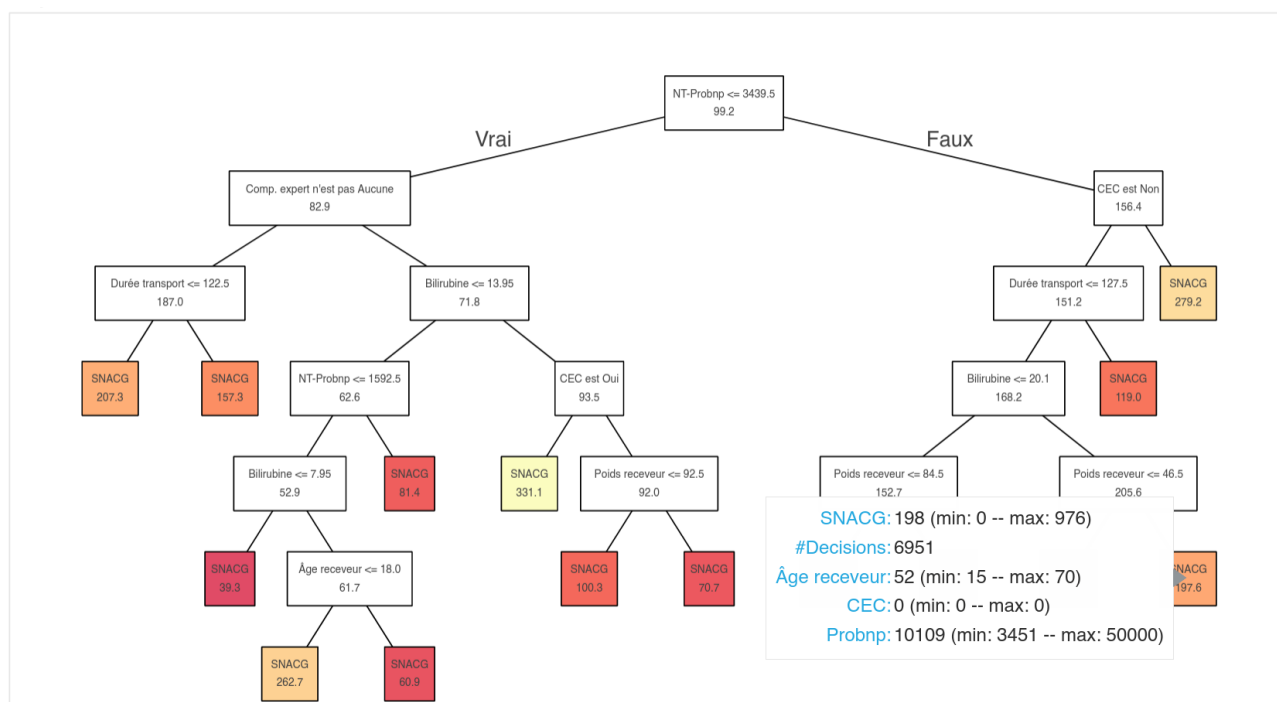 NT-Probnp <= 3439.5
99.2
Vrai
Faux
Comp. expert n'est pas Aucune
82.9
CEC est Non
156.4
Durée transport <= 122.5
187.0
Bilirubine <= 13.95
71.8
Durée transport <= 127.5
151.2
SNACG
279.2
SNACG
207.3
SNACG
157.3
NT-Probnp <= 1592.5
62.6
CEC est Oui
93.5
Bilirubine <= 20.1
168.2
SNACG
119.0
Bilirubine <= 7.95
52.9
SNACG
81.4
SNACG
331.1
Poids receveur <= 92.5
92.0
Poids receveur <= 84.5
152.7
Poids receveur <= 46.5
205.6
SNACG
39.3
Âge receveur <= 18.0
61.7
SNACG
100.3
SNACG
70.7
SNACG: 198 (min: 0 -- max: 976)
#Decisions: 6951
Âge receveur: 52 (min: 15 -- max: 70)
CEC: 0 (min: 0 -- max: 0)
Probnp: 10109 (min: 3451 -- max: 50000)
NACG
197.6
SNACG
262.7
SNACG
60.9